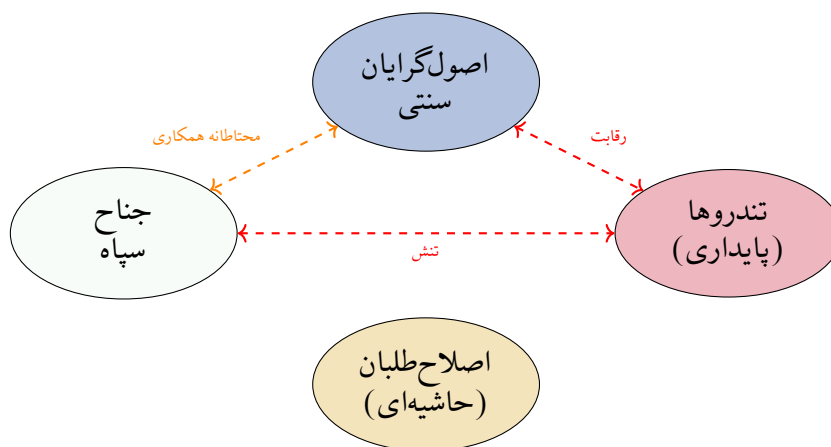 اصول‌گرایان
سنتی
محتاطانه همکاری
رقابت
جناح
سپاه
تندروها
(پایداری)
تنش
اصلاح‌طلبان
(حاشیه‌ای)